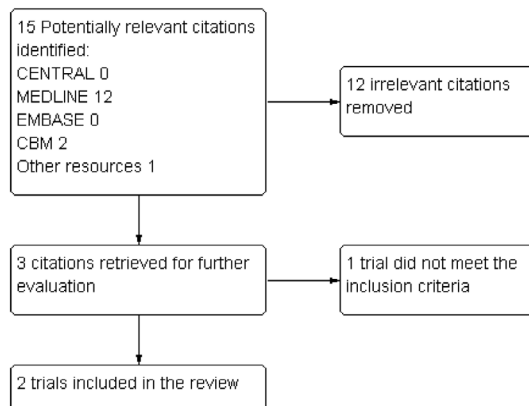 15 Potentially relevant citations
identified:
CENTRAL 0
MEDLINE 12
EMBASE 0
CBM 2
Other resources 1
12 irrelevant citations
removed
3 citations retrieved for further
evaluation
1 trial did not meet the
inclusion criteria
2 trials included in the review